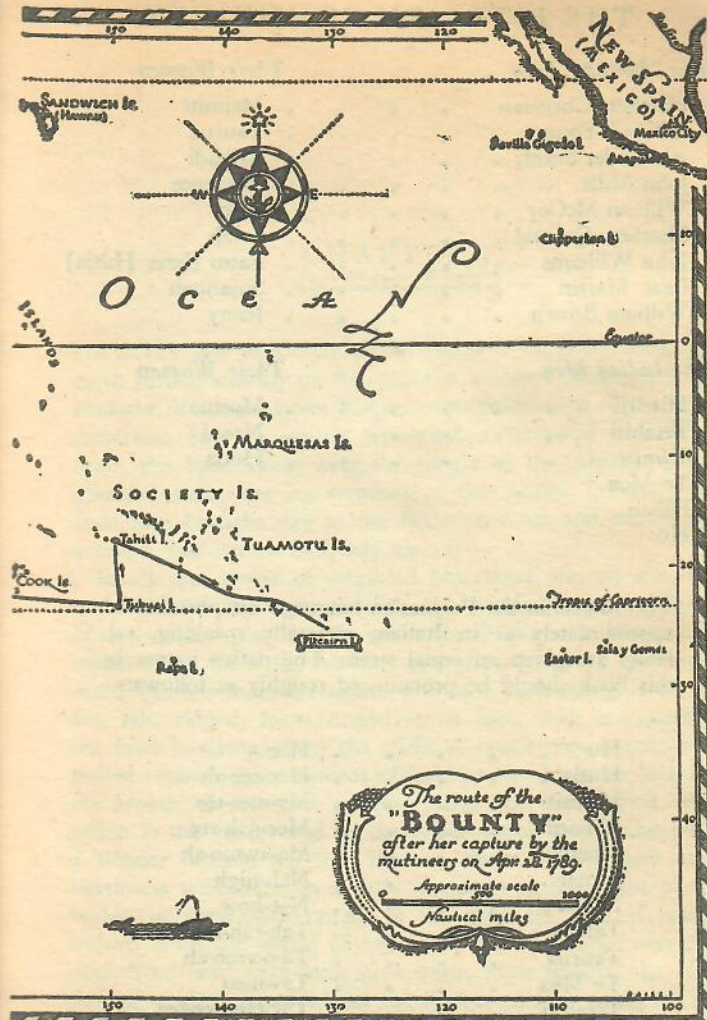 150
140
120
NEW SPAIN
(MEXICO)
Mexico City
SANDWICH Is.
(HAWAII)
Revilla Gigedo I.
Acapulco
W
E
10
Clipperton I.
O C E A N
ISLANDS
Equator
0
MARQUESAS Is.
10
SOCIETY Is.
Tahiti I.
TUAMOTU Is.
COOK Is.
20
Tubuai I.
Tropic of Capricorn
Pitcairn I.
Rapa I.
Easter I.
Sala y Gomes
30
The route of the
"BOUNTY"
after her capture by the
mutineers on Apr. 28. 1789.
40
Approximate scale
500
1000
Nautical miles
150
140
130
120
110
100